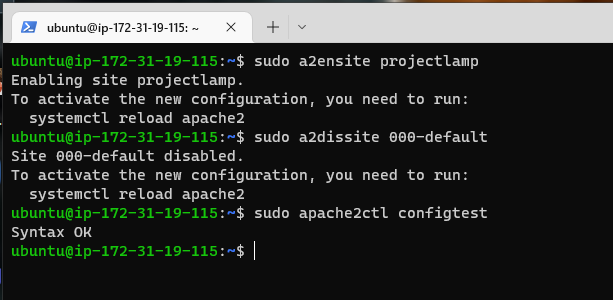 ubuntu@ip-172-31-19-115: ~
ubuntu@ip-172-31-19-115:~$ sudo a2ensite projectlamp
Enabling site projectlamp.
To activate the new configuration, you need to run:
  systemctl reload apache2
ubuntu@ip-172-31-19-115:~$ sudo a2dissite 000-default
Site 000-default disabled.
To activate the new configuration, you need to run:
  systemctl reload apache2
ubuntu@ip-172-31-19-115:~$ sudo apache2ctl configtest
Syntax OK
ubuntu@ip-172-31-19-115:~$